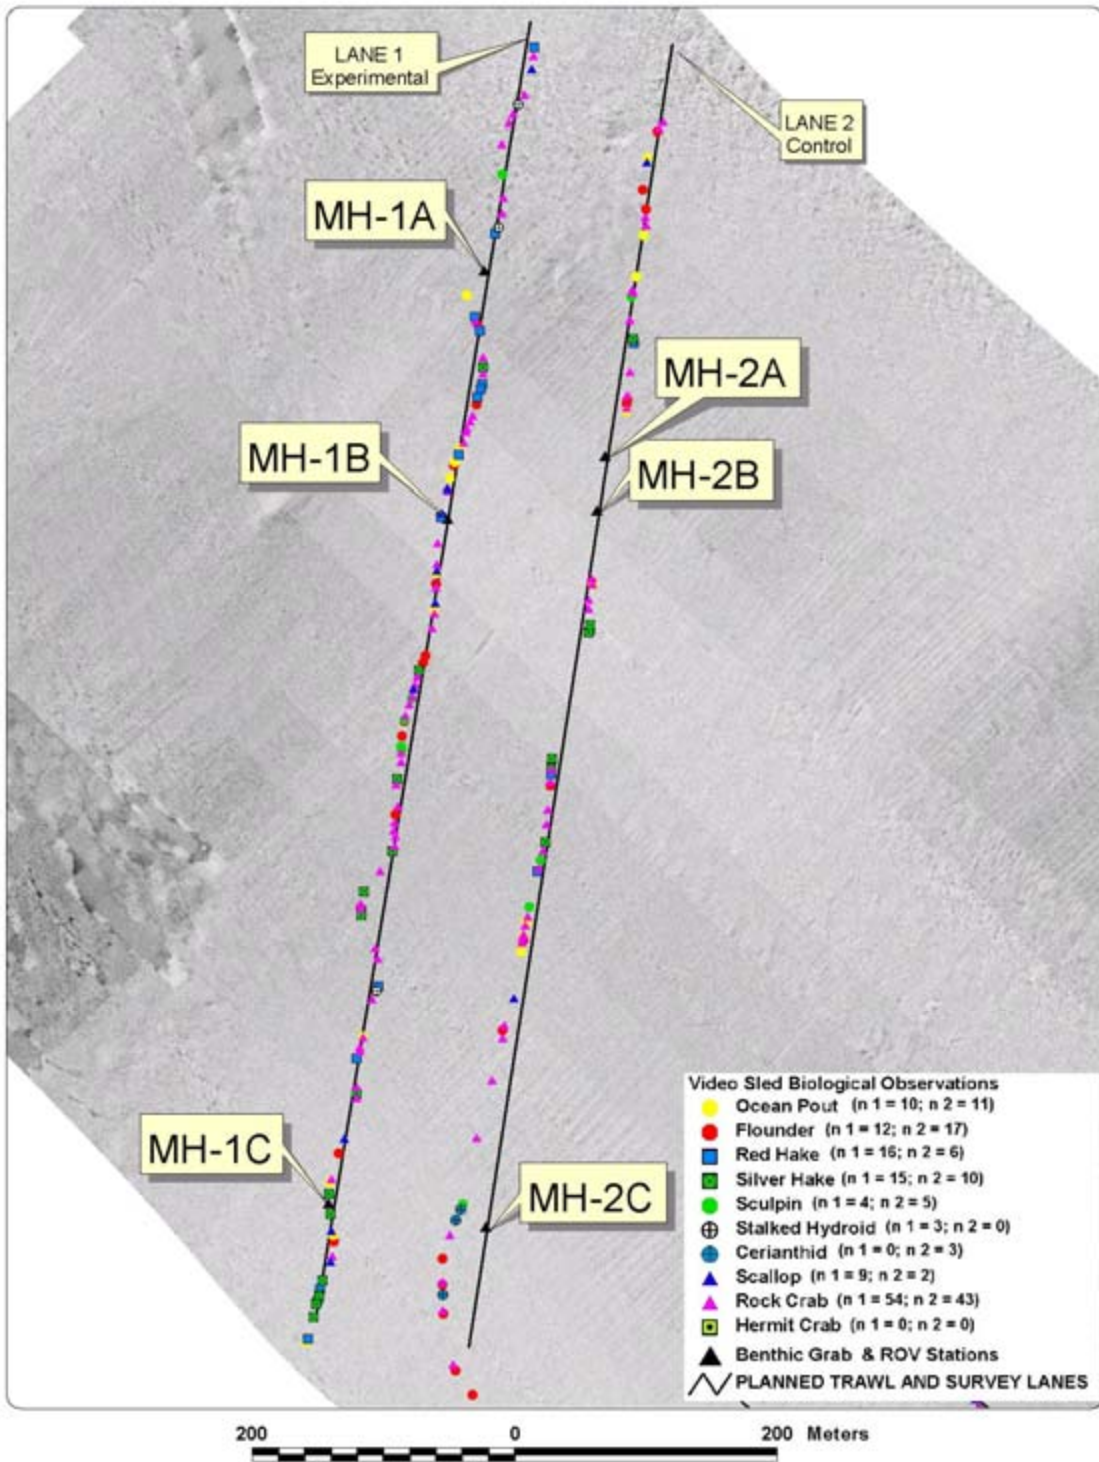 LANE 1
Experimental
LANE 2
Control
MH-1A
MH-2A
MH-1B
MH-2B
MH-1C
MH-2C
Video Sled Biological Observations
Ocean Pout (n 1 = 10; n 2 = 11)
Flounder (n 1 = 12; n 2 = 17)
Red Hake (n 1 = 16; n 2 = 6)
Silver Hake (n 1 = 15; n 2 = 10)
Sculpin (n 1 = 4; n 2 = 5)
Stalked Hydroid (n 1 = 3; n 2 = 0)
Cerianthid (n 1 = 0; n 2 = 3)
Scallop (n 1 = 9; n 2 = 2)
Rock Crab (n 1 = 54; n 2 = 43)
Hermit Crab (n 1 = 0; n 2 = 0)
Benthic Grab & ROV Stations
PLANNED TRAWL AND SURVEY LANES
200 0 200 Meters